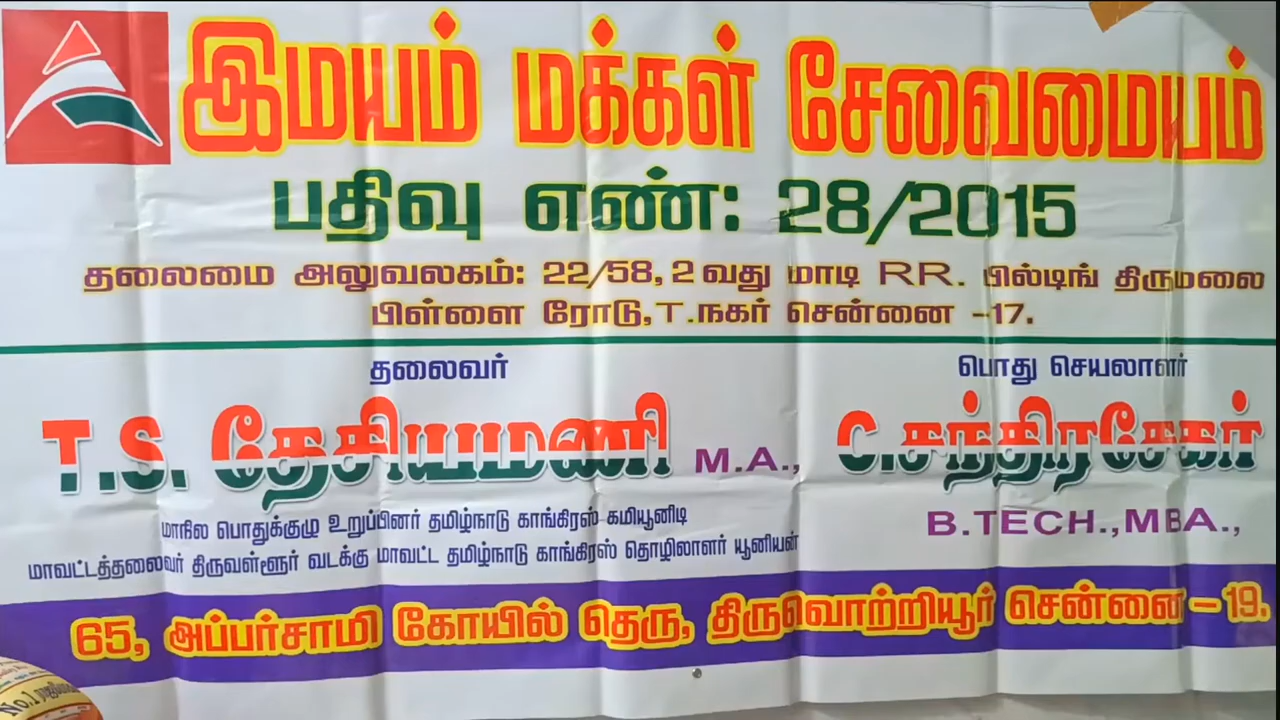 இமயம் மக்கள் சேவைமையம்
பதிவு எண்: 28/2015
தலைமை அலுவலகம்: 22/58, 2 வது மாடி RR. பில்டிங் திருமலை
பிள்ளை ரோடு, T.நகர் சென்னை -17.
தலைவர்
T.S. தேசியமணி M.A.,
மாநில பொதுக்குழு உறுப்பினர் தமிழ்நாடு காங்கிரஸ் கமியூனிடி
மாவட்டத்தலைவர் திருவள்ளூர் வடக்கு மாவட்ட தமிழ்நாடு காங்கிரஸ் தொழிலாளர் யூனியன்
பொது செயலாளர்
C.சந்திரசேகர்
B.TECH.,MBA.,
65, அப்பர்சாமி கோயில் தெரு, திருவொற்றியூர் சென்னை – 19.
No.1